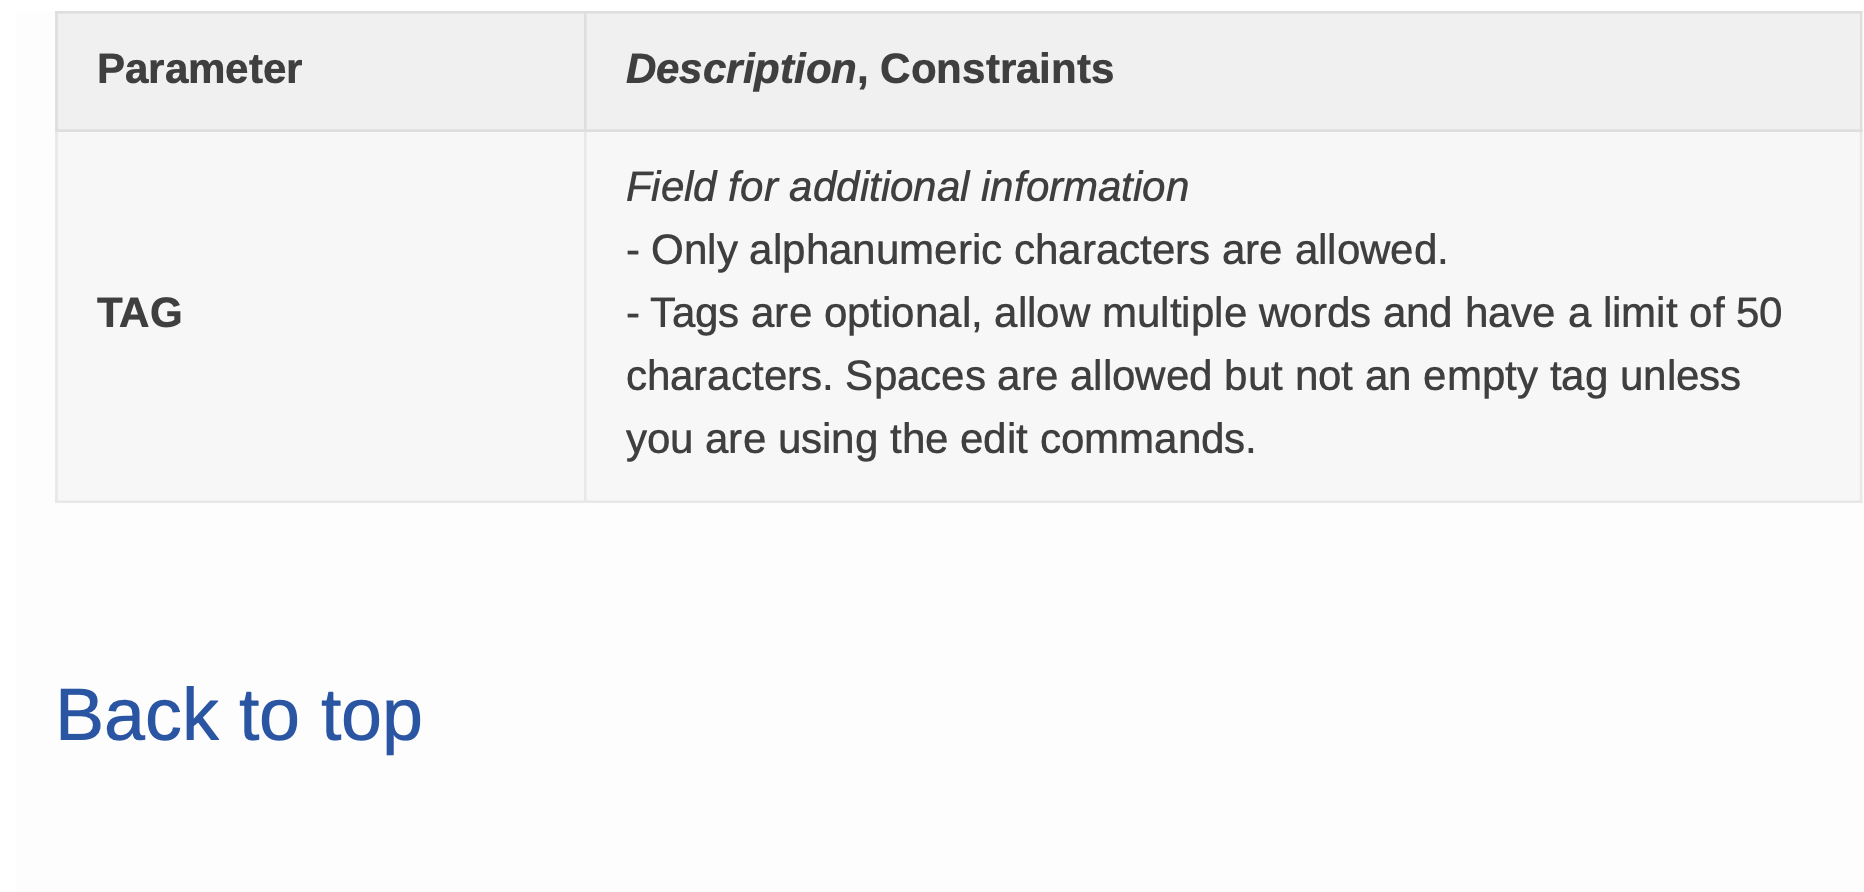 Parameter
Description, Constraints
TAG
Field for additional information
- Only alphanumeric characters are allowed.
- Tags are optional, allow multiple words and have a limit of 50
characters. Spaces are allowed but not an empty tag unless
you are using the edit commands.
Back to top